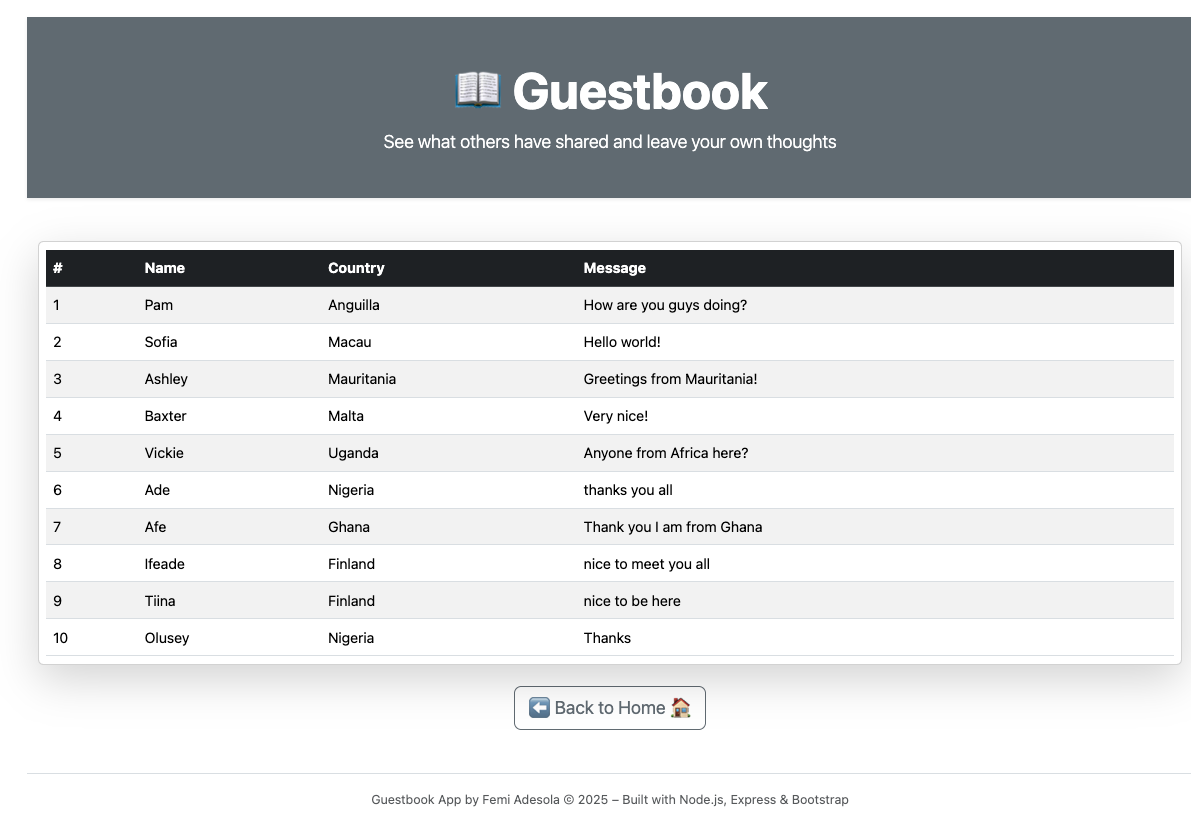 📖 Guestbook
See what others have shared and leave your own thoughts
# Name Country Message
1 Pam Anguilla How are you guys doing?
2 Sofia Macau Hello world!
3 Ashley Mauritania Greetings from Mauritania!
4 Baxter Malta Very nice!
5 Vickie Uganda Anyone from Africa here?
6 Ade Nigeria thanks you all
7 Afe Ghana Thank you I am from Ghana
8 Ifeade Finland nice to meet you all
9 Tiina Finland nice to be here
10 Olusey Nigeria Thanks
⬅️ Back to Home 🏠
Guestbook App by Femi Adesola © 2025 – Built with Node.js, Express & Bootstrap